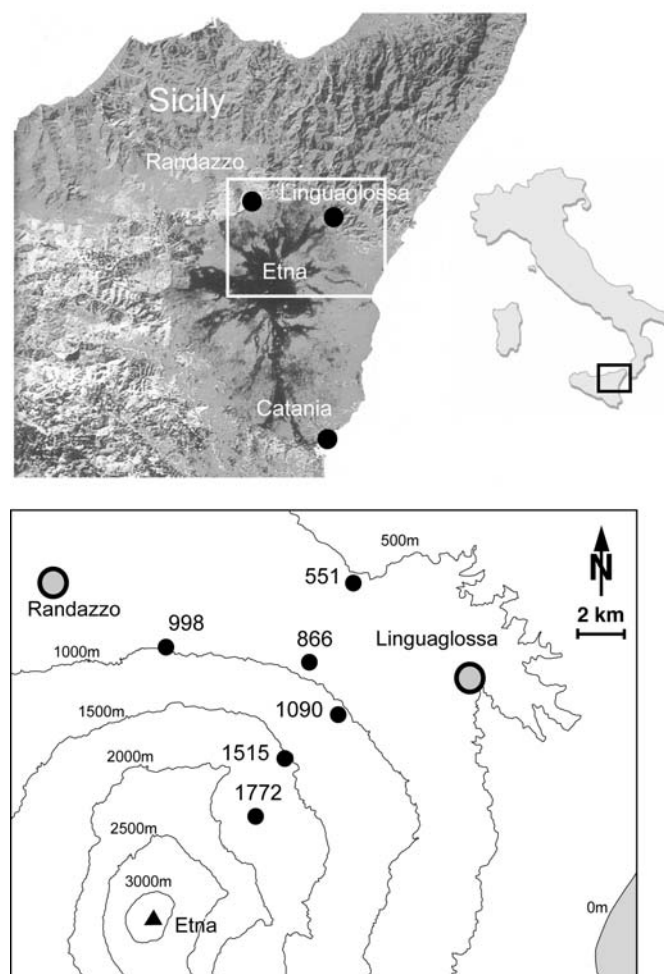 Sicily
Randazzo
Linguaglossa
Etna
Catania
500m
N
551
2 km
Randazzo
998
866
Linguaglossa
1000m
1090
1500m
1515
2000m
1772
2500m
3000m
Etna
0m